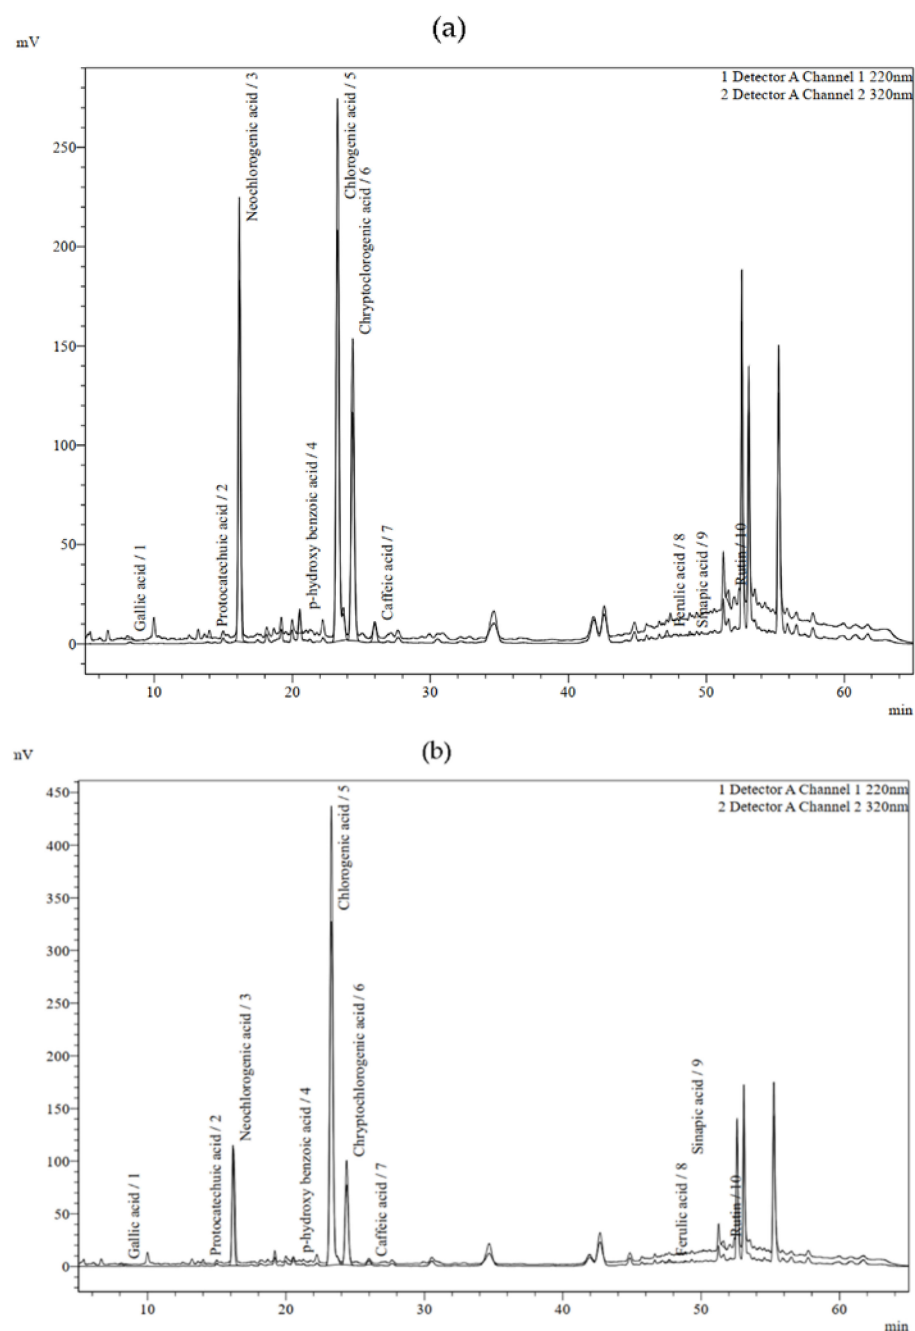 (a)
mV
1 Detector A Channel 1 220nm
2 Detector A Channel 2 320nm
250
200
150
100
50
0
Gallic acid / 1
Protocatechuic acid / 2
Neochlorogenic acid / 3
p-hydroxy benzoic acid / 4
Chlorogenic acid / 5
Chryptoclorogenic acid / 6
Caffeic acid / 7
Ferulic acid / 8
Sinapic acid / 9
Rutin / 10
10 20 30 40 50 60
min
(b)
nV
1 Detector A Channel 1 220nm
2 Detector A Channel 2 320nm
450
400
350
300
250
200
150
100
50
0
Gallic acid / 1
Protocatechuic acid / 2
Neochlorogenic acid / 3
p-hydroxy benzoic acid / 4
Chlorogenic acid / 5
Chryptochlorogenic acid / 6
Caffeic acid / 7
Ferulic acid / 8
Sinapic acid / 9
Rutin / 10
10 20 30 40 50 60
min